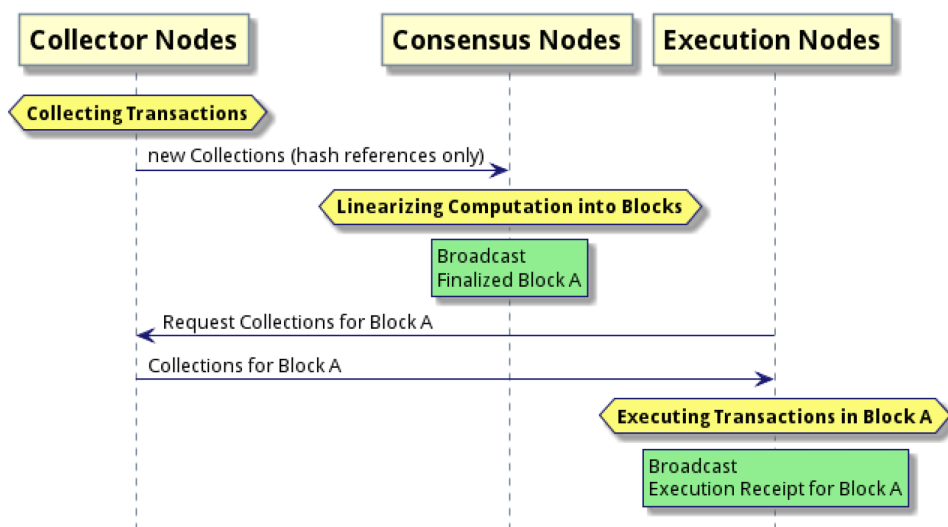 Collector Nodes
Consensus Nodes
Execution Nodes
Collecting Transactions
new Collections (hash references only)
Linearizing Computation into Blocks
Broadcast
Finalized Block A
Request Collections for Block A
Collections for Block A
Executing Transactions in Block A
Broadcast
Execution Receipt for Block A